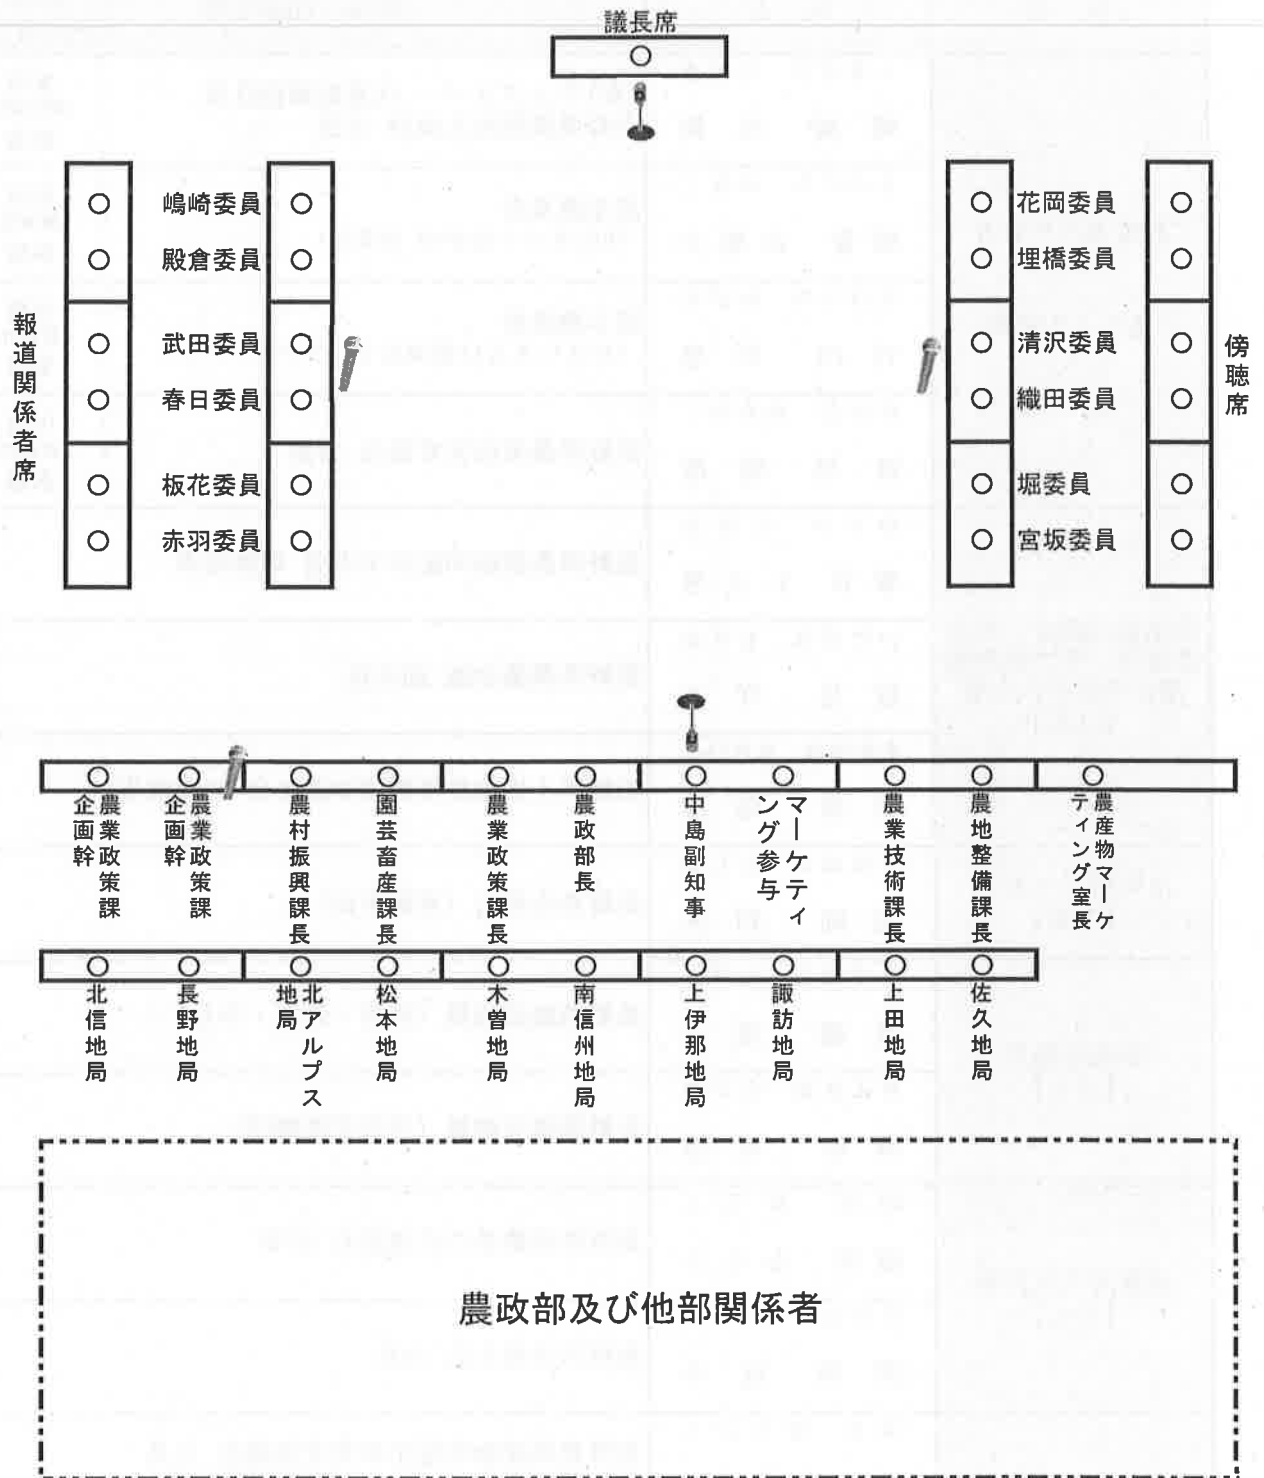 議長席
嶋崎委員
殿倉委員
武田委員
春日委員
板花委員
赤羽委員
報道関係者席
花岡委員
埋橋委員
清沢委員
織田委員
堀委員
宮坂委員
傍聴席
農業政策課
企画幹
農業政策課
企画幹
農村振興課長
園芸畜産課長
農業政策課長
農政部長
中島副知事
マーケティ
ング参与
農業技術課長
農地整備課長
農産物マーケ
ティング室長
北信地局
長野地局
北アルプス
地局
松本地局
木曽地局
南信州地局
上伊那地局
諏訪地局
上田地局
佐久地局
農政部及び他部関係者